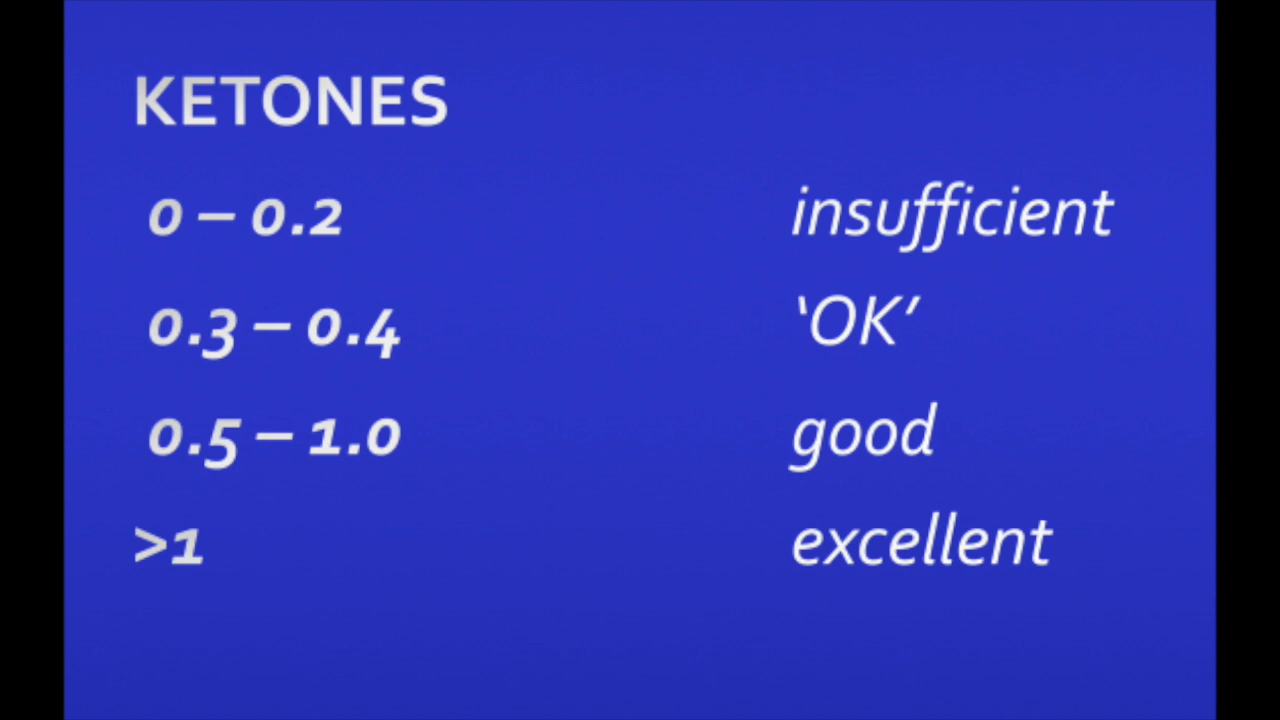 KETONES
0 – 0.2 insufficient
0.3 – 0.4 ‘OK’
0.5 – 1.0 good
>1 excellent